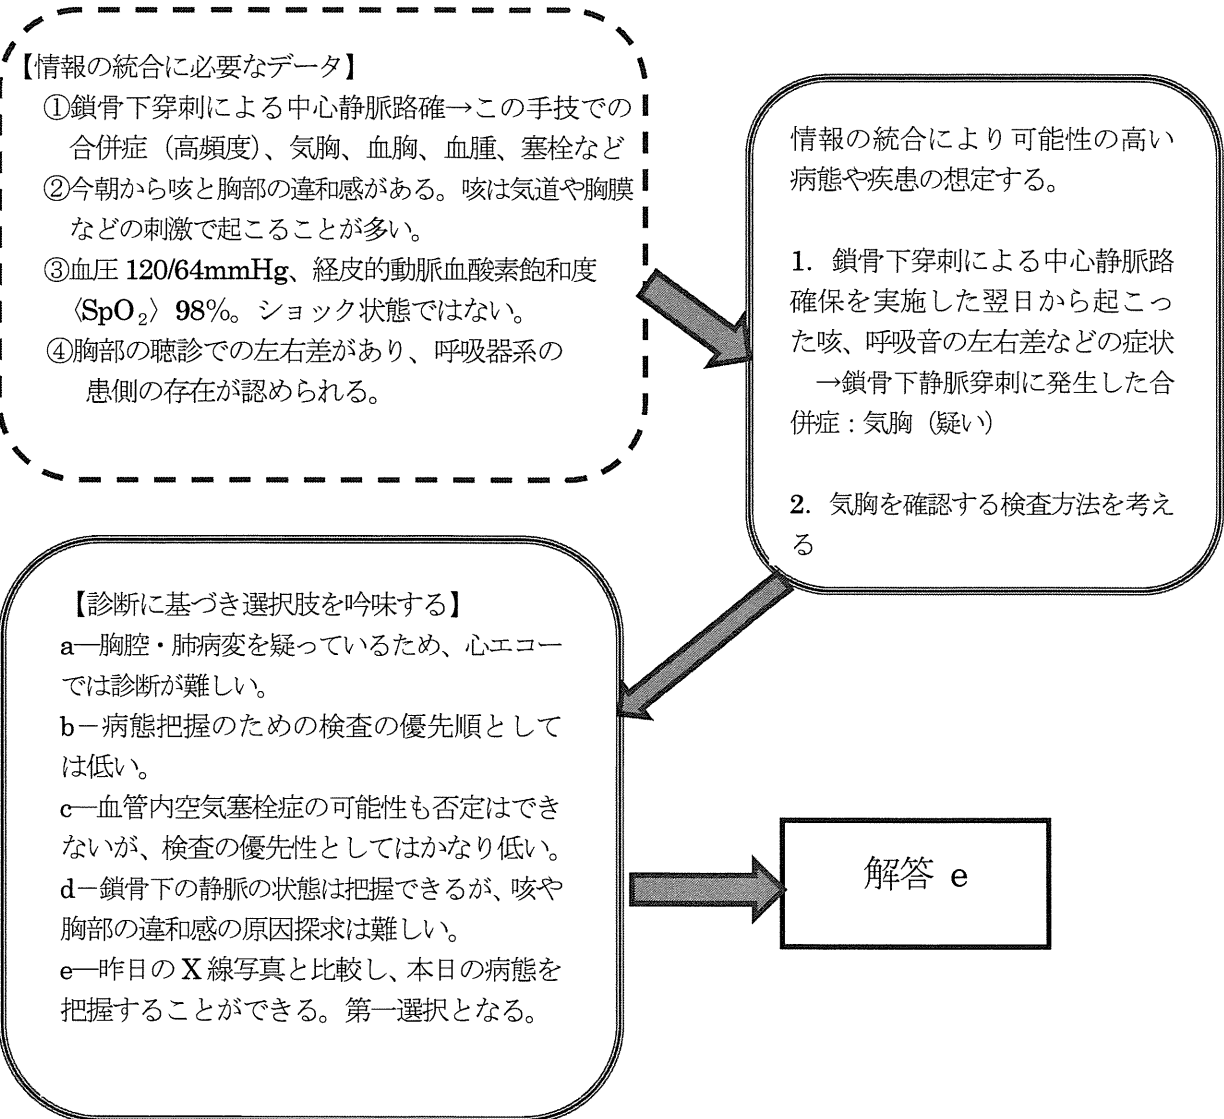 【情報の統合に必要なデータ】
①鎖骨下穿刺による中心静脈路確→この手技での
合併症（高頻度）、気胸、血胸、血腫、塞栓など
②今朝から咳と胸部の違和感がある。咳は気道や胸膜
などの刺激で起こることが多い。
③血圧 120/64mmHg、経皮的動脈血酸素飽和度
〈SpO₂〉98%。ショック状態ではない。
④胸部の聴診での左右差があり、呼吸器系の
患側の存在が認められる。
情報の統合により可能性の高い
病態や疾患の想定する。
1. 鎖骨下穿刺による中心静脈路
確保を実施した翌日から起こっ
た咳、呼吸音の左右差などの症状
→鎖骨下静脈穿刺に発生した合
併症：気胸（疑い）
2. 気胸を確認する検査方法を考え
る
【診断に基づき選択肢を吟味する】
a―胸腔・肺病変を疑っているため、心エコー
では診断が難しい。
b－病態把握のための検査の優先順として
は低い。
c―血管内空気塞栓症の可能性も否定はでき
ないが、検査の優先性としてはかなり低い。
d－鎖骨下の静脈の状態は把握できるが、咳や
胸部の違和感の原因探求は難しい。
e―昨日のX線写真と比較し、本日の病態を
把握することができる。第一選択となる。
解答 e